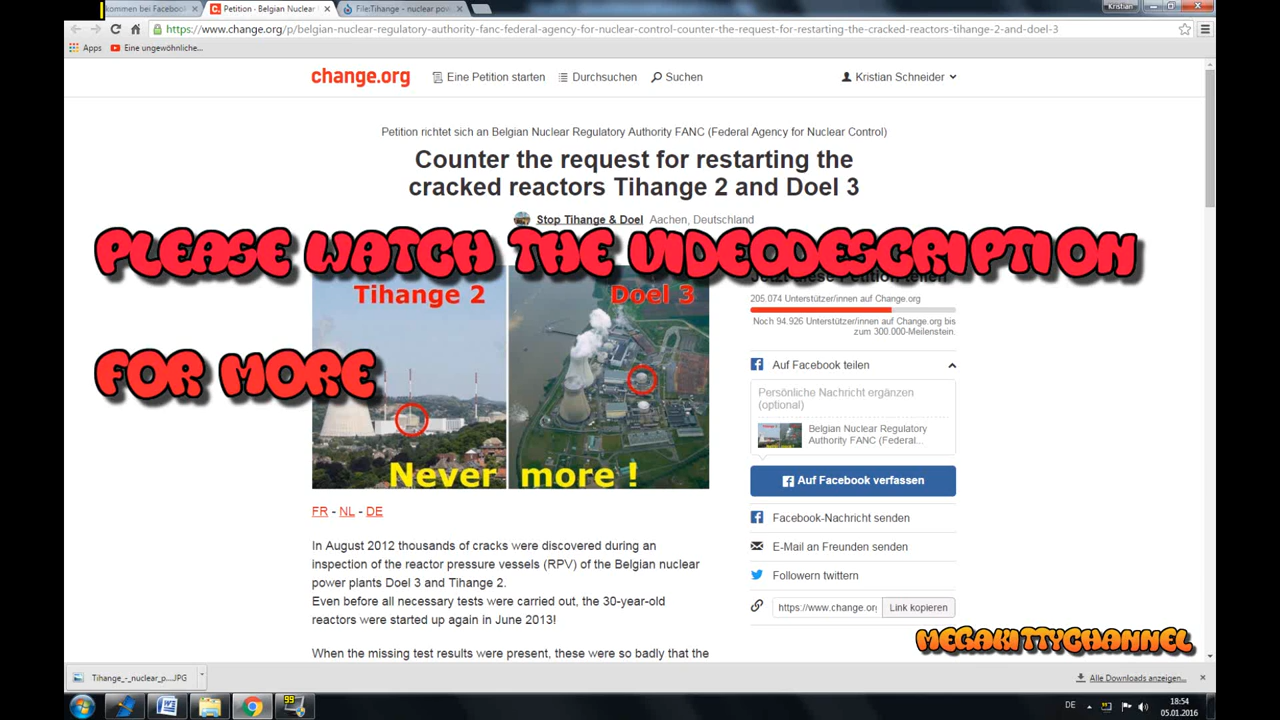 kommen bei Facebook
Petition · Belgian Nuclear
File:Tihange - nuclear pow
Kristian
https://www.change.org/p/belgian-nuclear-regulatory-authority-fanc-federal-agency-for-nuclear-control-counter-the-request-for-restarting-the-cracked-reactors-tihange-2-and-doel-3
Apps
Eine ungewöhnliche...
change.org
Eine Petition starten
Durchsuchen
Suchen
Kristian Schneider
Petition richtet sich an Belgian Nuclear Regulatory Authority FANC (Federal Agency for Nuclear Control)
Counter the request for restarting the
cracked reactors Tihange 2 and Doel 3
Stop Tihange & Doel Aachen, Deutschland
PLEASE WATCH THE VIDEODESCRIPTION
FOR MORE
Tihange 2
Doel 3
Never more !
Jetzt diese Petition teilen
205.074 Unterstützer/innen auf Change.org
Noch 94.926 Unterstützer/innen auf Change.org bis
zum 300.000-Meilenstein.
Auf Facebook teilen
Persönliche Nachricht ergänzen
(optional)
Belgian Nuclear Regulatory
Authority FANC (Federal...
Auf Facebook verfassen
Facebook-Nachricht senden
E-Mail an Freunden senden
Followern twittern
https://www.change.org
Link kopieren
FR - NL - DE
In August 2012 thousands of cracks were discovered during an
inspection of the reactor pressure vessels (RPV) of the Belgian nuclear
power plants Doel 3 and Tihange 2.
Even before all necessary tests were carried out, the 30-year-old
reactors were started up again in June 2013!
When the missing test results were present, these were so badly that the
MEGAKITTYCHANNEL
Tihange_-_nuclear_p....JPG
Alle Downloads anzeigen...
99
DE
18:54
05.01.2016